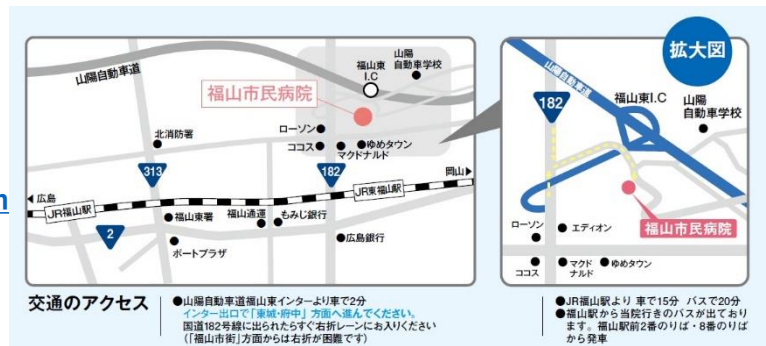 山陽自動車道
福山東
I.C
山陽
自動車学校
福山市民病院
北消防署
ローソン
ココス
ゆめタウン
マクドナルド
313
182
広島
JR福山駅
JR東福山駅
岡山
2
福山東署
福山通運
もみじ銀行
ポートプラザ
広島銀行
拡大図
山陽自動車道
182
福山東I.C
山陽
自動車学校
ローソン
エディオン
福山市民病院
ココス
マクド
ナルド
ゆめタウン
m
交通のアクセス
●山陽自動車道福山東インターより車で2分
インター出口で「東城・府中」方面へ進んでください。
国道182号線に出られたらすぐ右折レーンにお入りください
(「福山市街」方面からは右折が困難です)
●JR福山駅より 車で15分 バスで20分
●福山駅から当院行きのバスが出ており
ます。福山駅前2番のりば・8番のりば
から発車